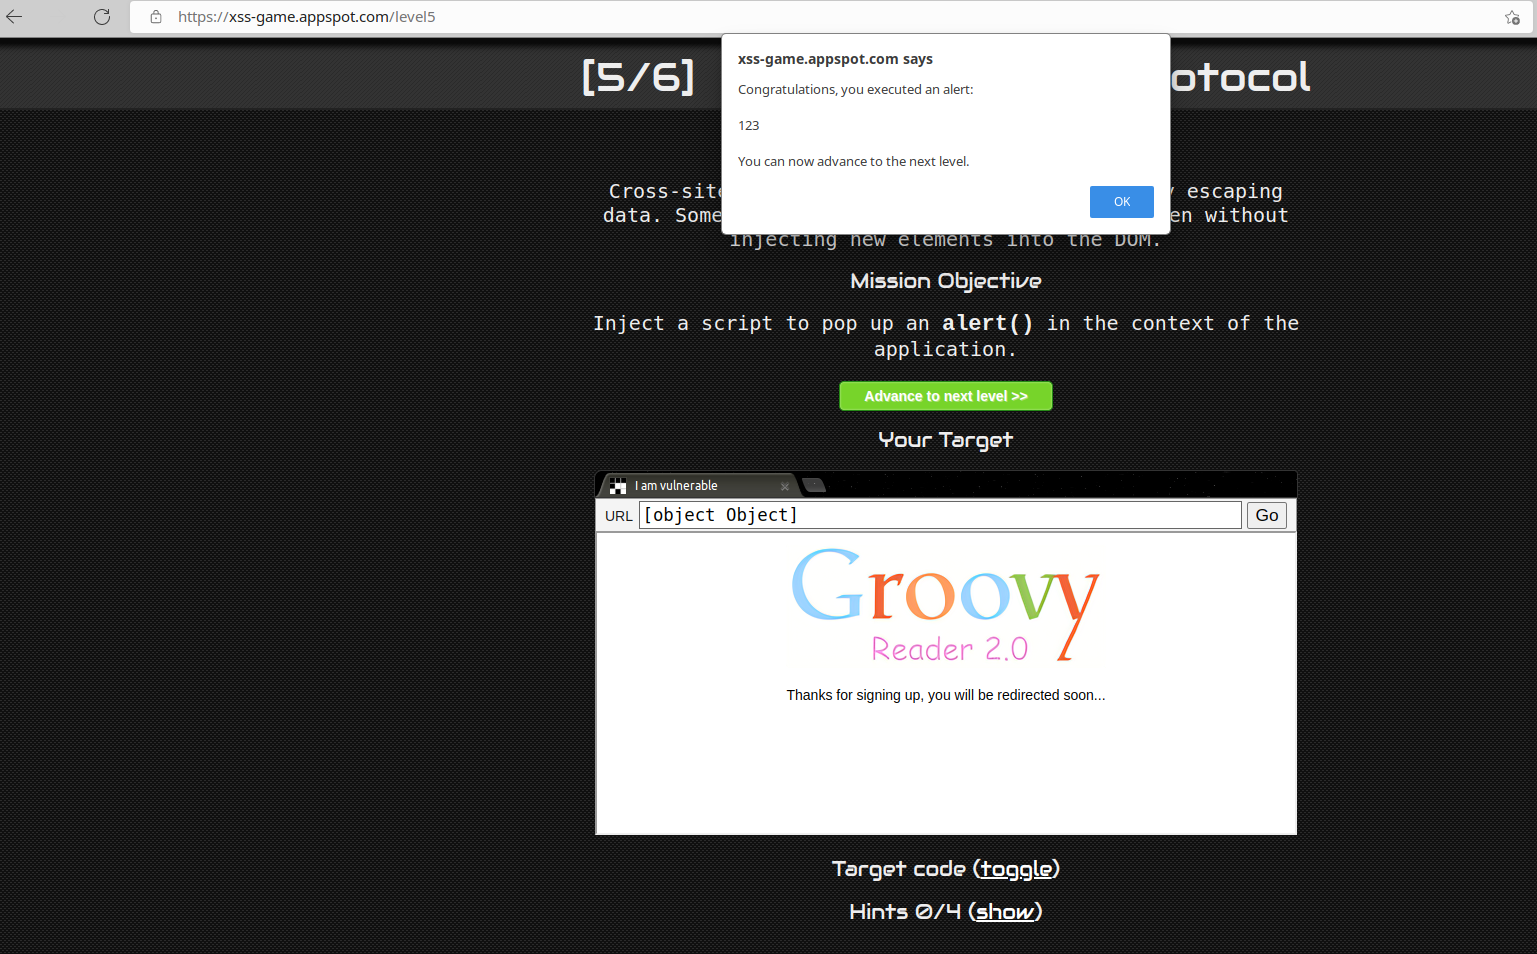 https://xss-game.appspot.com/level5
xss-game.appspot.com says
Congratulations, you executed an alert:
123
You can now advance to the next level.
OK
[5/6] otocol
Cross-site escaping
data. Some en without
injecting new elements into the DOM.
Mission Objective
Inject a script to pop up an alert() in the context of the
application.
Advance to next level >>
Your Target
I am vulnerable
URL [object Object] Go
Groovy
Reader 2.0
Thanks for signing up, you will be redirected soon...
Target code (toggle)
Hints 0/4 (show)